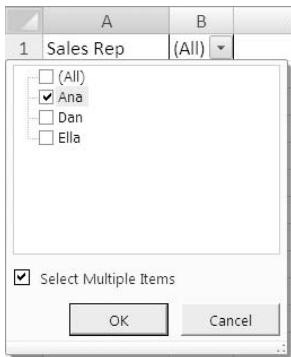 A B
1 Sales Rep (All)
(All)
Ana
Dan
Ella
Select Multiple Items
OK Cancel